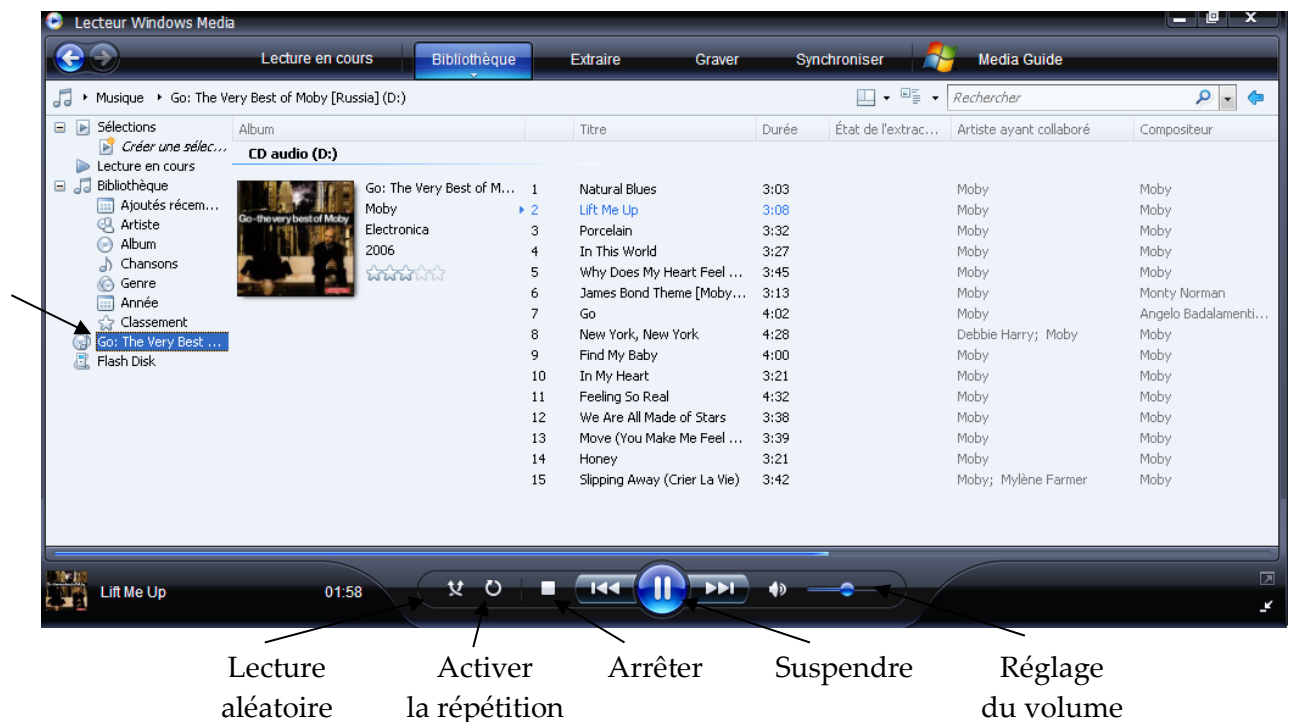 Lecteur Windows Media
Lecture en cours Bibliothèque Extraire Graver Synchroniser Media Guide
Musique Go: The Very Best of Moby [Russia] (D:) Rechercher
Sélections
Créer une sélec...
Lecture en cours
Bibliothèque
Ajoutés récem...
Artiste
Album
Chansons
Genre
Année
Classement
Go: The Very Best ...
Flash Disk
Album Titre Durée État de l'extrac... Artiste ayant collaboré Compositeur
CD audio (D:)
Go: The Very Best of M...
Moby
Electronica
2006
Go-the very best of Moby
1 Natural Blues 3:03 Moby Moby
2 Lift Me Up 3:08 Moby Moby
3 Porcelain 3:32 Moby Moby
4 In This World 3:27 Moby Moby
5 Why Does My Heart Feel ... 3:45 Moby Moby
6 James Bond Theme [Moby... 3:13 Moby Monty Norman
7 Go 4:02 Moby Angelo Badalamenti...
8 New York, New York 4:28 Debbie Harry; Moby Moby
9 Find My Baby 4:00 Moby Moby
10 In My Heart 3:21 Moby Moby
11 Feeling So Real 4:32 Moby Moby
12 We Are All Made of Stars 3:38 Moby Moby
13 Move (You Make Me Feel ... 3:39 Moby Moby
14 Honey 3:21 Moby Moby
15 Slipping Away (Crier La Vie) 3:42 Moby; Mylène Farmer Moby
Lift Me Up 01:58
Lecture Activer Arrêter Suspendre Réglage
aléatoire la répétition du volume